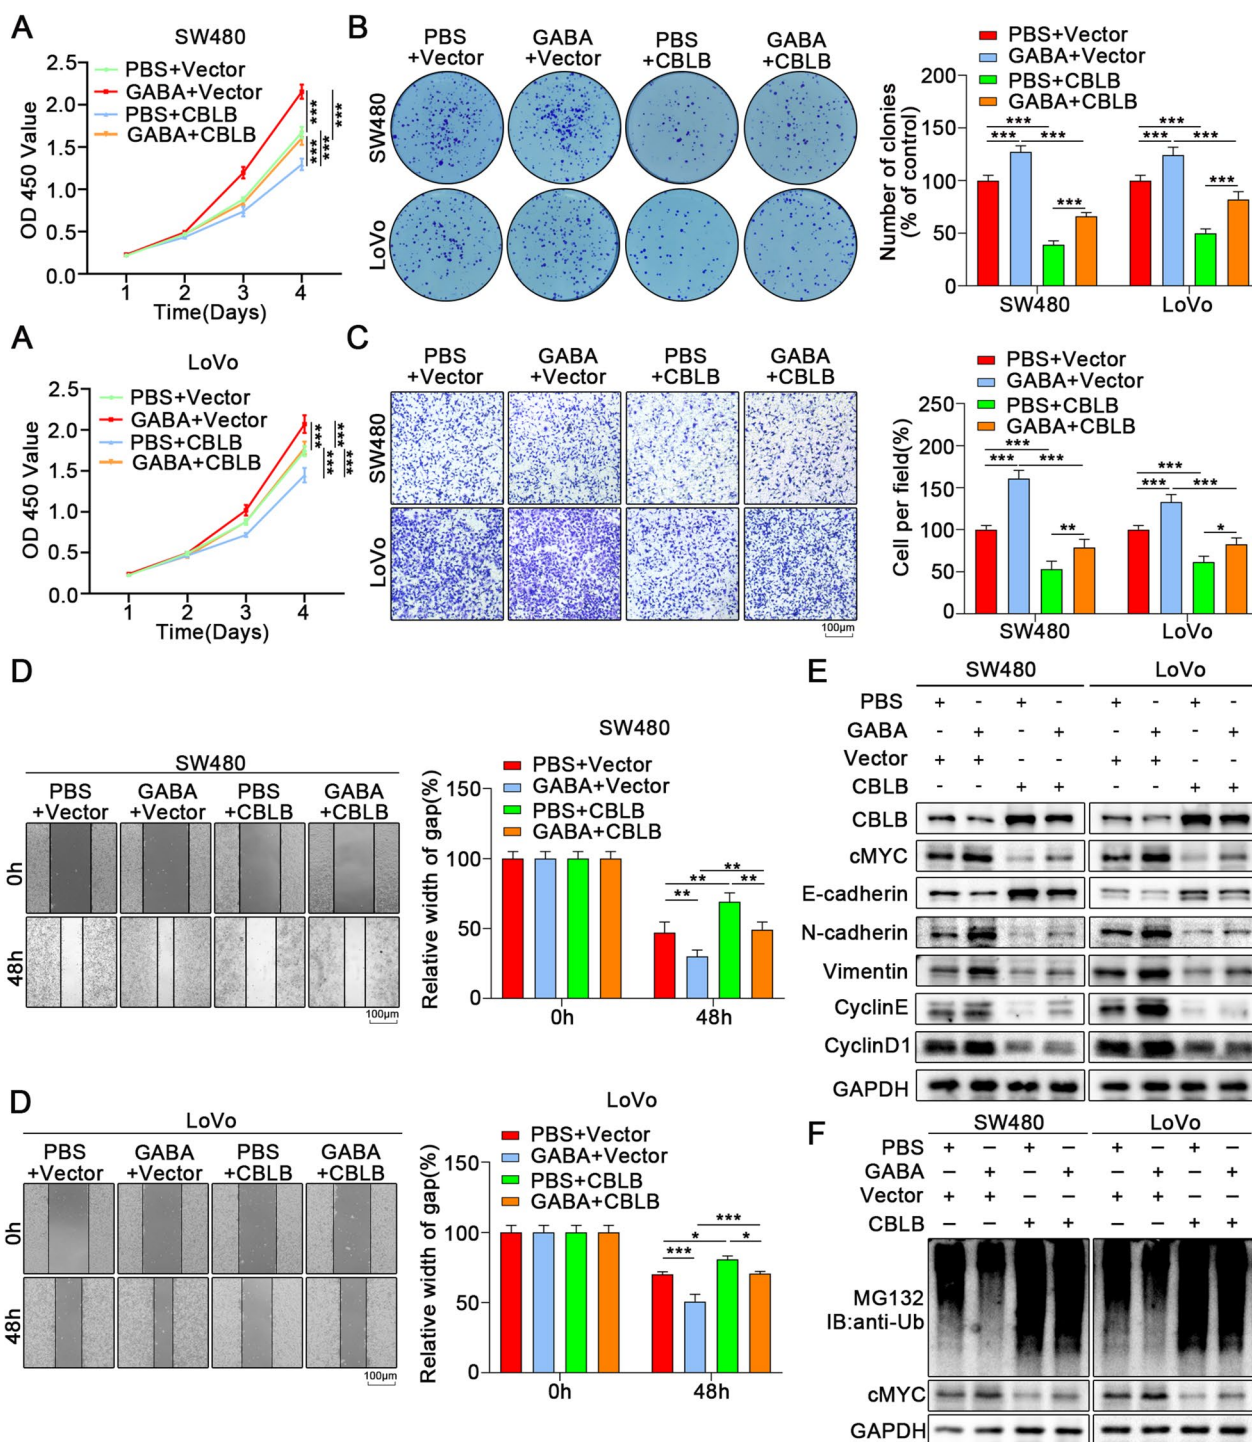 A
SW480
2.5
2.0
1.5
1.0
0.5
0.0
OD 450 Value
PBS+Vector
GABA+Vector
PBS+CBLB
GABA+CBLB
***
***
***
***
1 2 3 4
Time(Days)
B
PBS +Vector
GABA +Vector
PBS +CBLB
GABA +CBLB
SW480
LoVo
PBS+Vector
GABA+Vector
PBS+CBLB
GABA+CBLB
Number of clonies
(% of control)
200
150
100
50
0
***
*** ***
***
***
*** ***
***
SW480 LoVo
A
LoVo
2.5
2.0
1.5
1.0
0.5
0.0
OD 450 Value
PBS+Vector
GABA+Vector
PBS+CBLB
GABA+CBLB
***
***
***
***
1 2 3 4
Time(Days)
C
PBS +Vector
GABA +Vector
PBS +CBLB
GABA +CBLB
SW480
LoVo
100μm
PBS+Vector
GABA+Vector
PBS+CBLB
GABA+CBLB
Cell per field(%)
250
200
150
100
50
0
***
*** ***
**
***
*** ***
*
SW480 LoVo
D
SW480
PBS +Vector
GABA +Vector
PBS +CBLB
GABA +CBLB
0h
48h
100μm
SW480
PBS+Vector
GABA+Vector
PBS+CBLB
GABA+CBLB
Relative width of gap(%)
150
100
50
0
**
** **
**
0h 48h
D
LoVo
PBS +Vector
GABA +Vector
PBS +CBLB
GABA +CBLB
0h
48h
100μm
LoVo
PBS+Vector
GABA+Vector
PBS+CBLB
GABA+CBLB
Relative width of gap(%)
150
100
50
0
***
* *
***
0h 48h
E
SW480 LoVo
PBS + - + - + - + -
GABA - + - + - + - +
Vector + + - - + + - -
CBLB - - + + - - + +
CBLB
cMYC
E-cadherin
N-cadherin
Vimentin
CyclinE
CyclinD1
GAPDH
F
SW480 LoVo
PBS + − + − + − + −
GABA − + − + − + − +
Vector + + − − + + − −
CBLB − − + + − − + +
MG132
IB:anti-Ub
cMYC
GAPDH